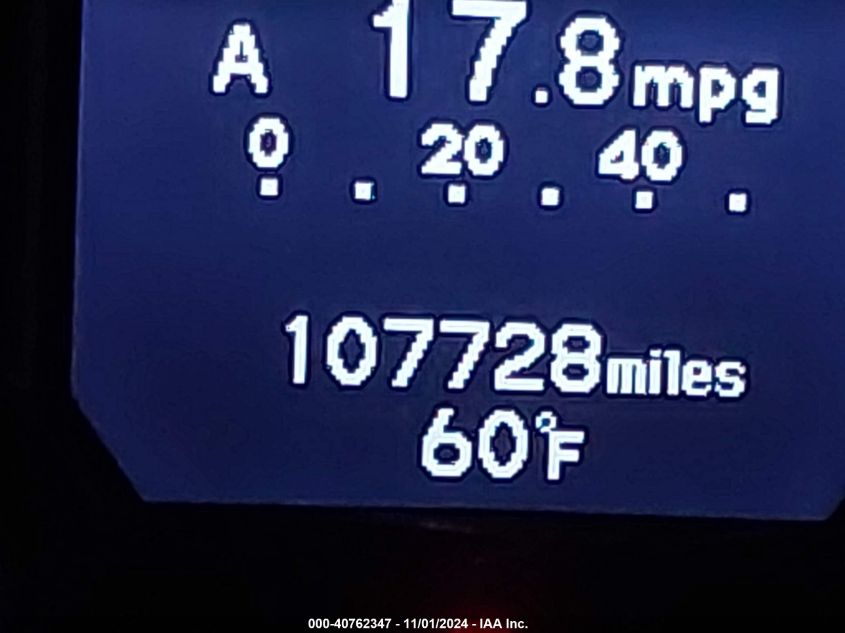 A 17.8mpg
0 20 40
107728miles
60°F
000-40762347 - 11/01/2024 - IAA Inc.